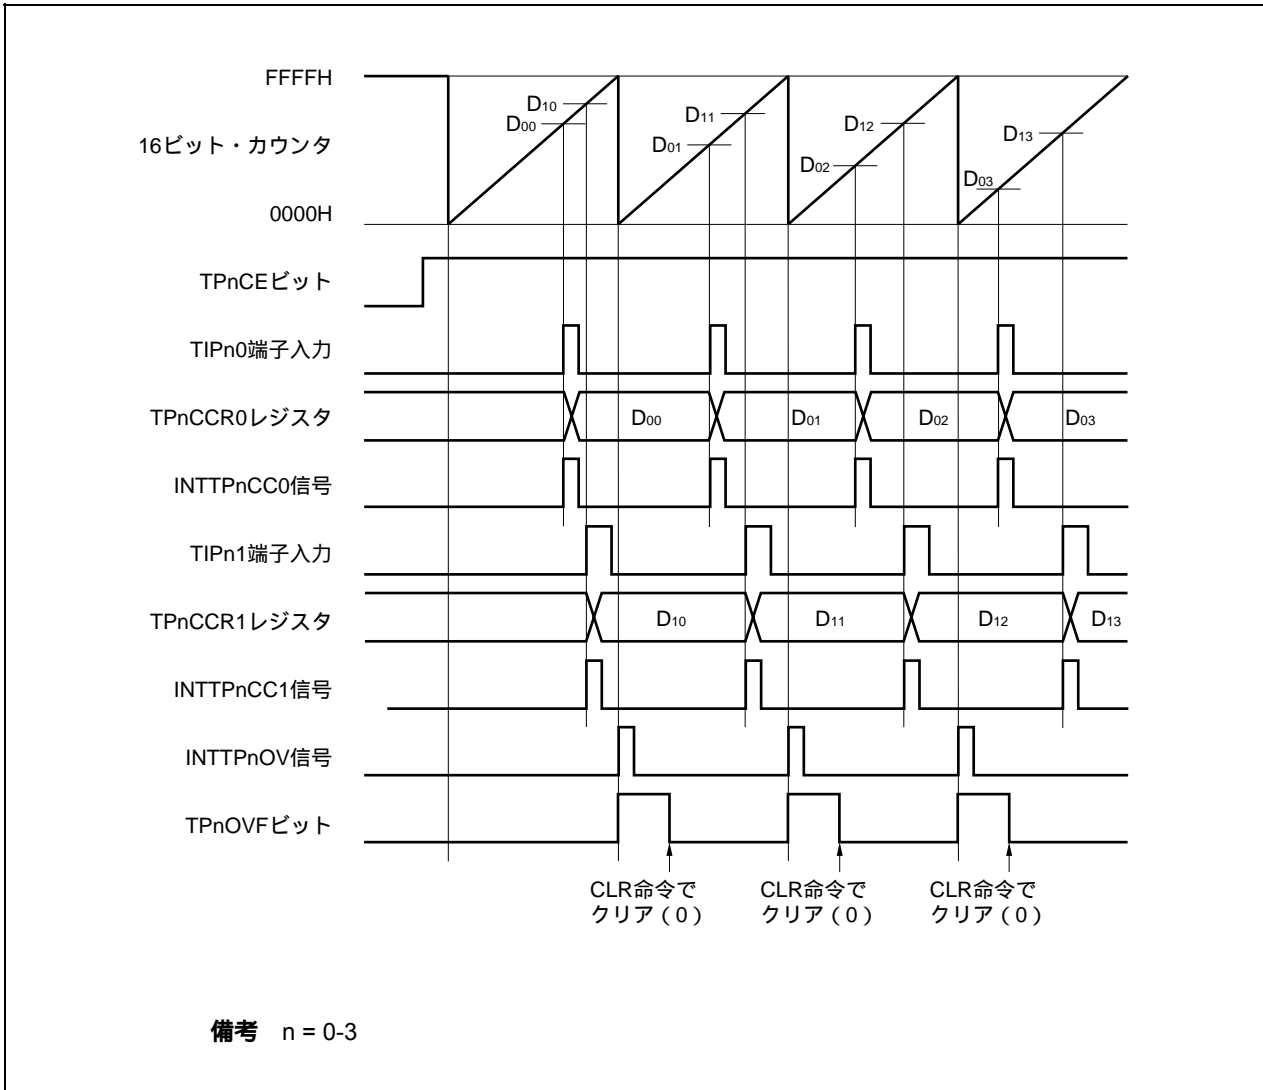 FFFFH
16ビット・カウンタ
0000H
D10
D00
D11
D01
D12
D02
D13
D03
TPnCEビット
TIPn0端子入力
TPnCCR0レジスタ
D00
D01
D02
D03
INTTPnCC0信号
TIPn1端子入力
TPnCCR1レジスタ
D10
D11
D12
D13
INTTPnCC1信号
INTTPnOV信号
TPnOVFビット
CLR命令で
クリア(0)
CLR命令で
クリア(0)
CLR命令で
クリア(0)
備考 n = 0-3